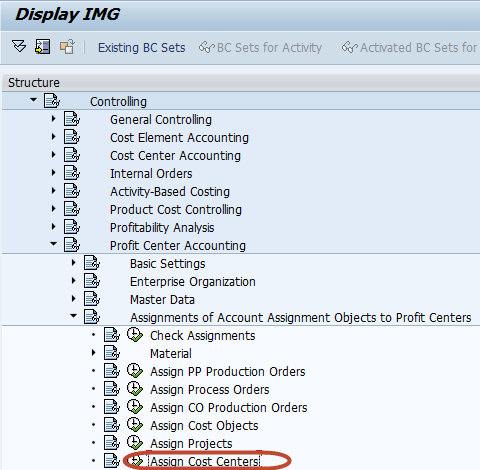 Display IMG
Existing BC Sets BC Sets for Activity Activated BC Sets for
Structure
Controlling
General Controlling
Cost Element Accounting
Cost Center Accounting
Internal Orders
Activity-Based Costing
Product Cost Controlling
Profitability Analysis
Profit Center Accounting
Basic Settings
Enterprise Organization
Master Data
Assignments of Account Assignment Objects to Profit Centers
Check Assignments
Material
Assign PP Production Orders
Assign Process Orders
Assign CO Production Orders
Assign Cost Objects
Assign Projects
Assign Cost Centers